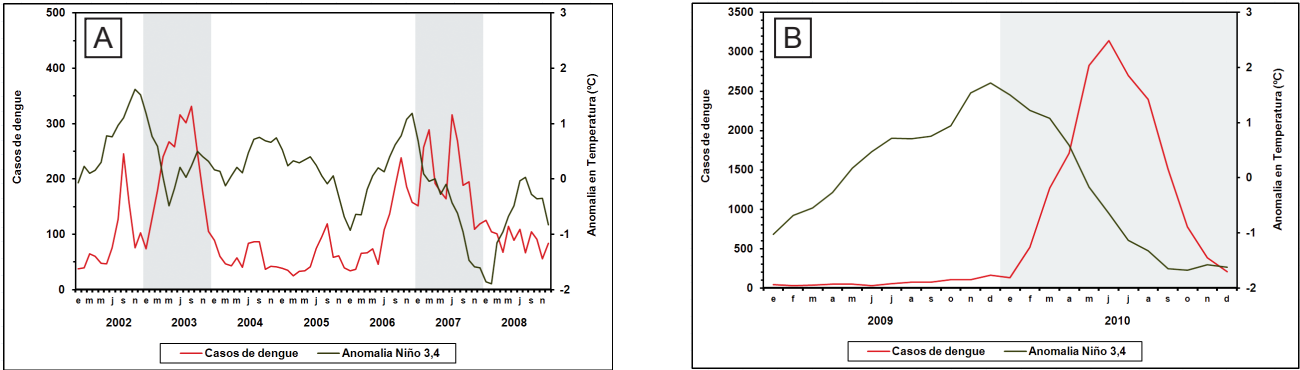 A
Casos de dengue
500
400
300
200
100
0
3
2
1
0
-1
-2
Anomalia en Temperatura (ºC)
e m m j s n e m m j s n e m m j s n e m m j s n e m m j s n e m m j s n e m m j s n
2002 2003 2004 2005 2006 2007 2008
Casos de dengue Anomalia Niño 3,4
B
Casos de dengue
3500
3000
2500
2000
1500
1000
500
0
3
2
1
0
-1
-2
Anomalia en Temperatura (ºC)
e f m a m j j a s o n d e f m a m j j a s o n d
2009 2010
Casos de dengue Anomalia Niño 3,4